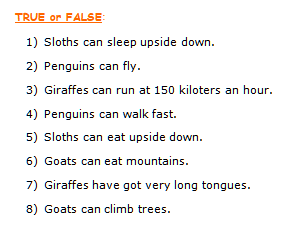 TRUE or FALSE:
1) Sloths can sleep upside down.
2) Penguins can fly.
3) Giraffes can run at 150 kiloters an hour.
4) Penguins can walk fast.
5) Sloths can eat upside down.
6) Goats can eat mountains.
7) Giraffes have got very long tongues.
8) Goats can climb trees.